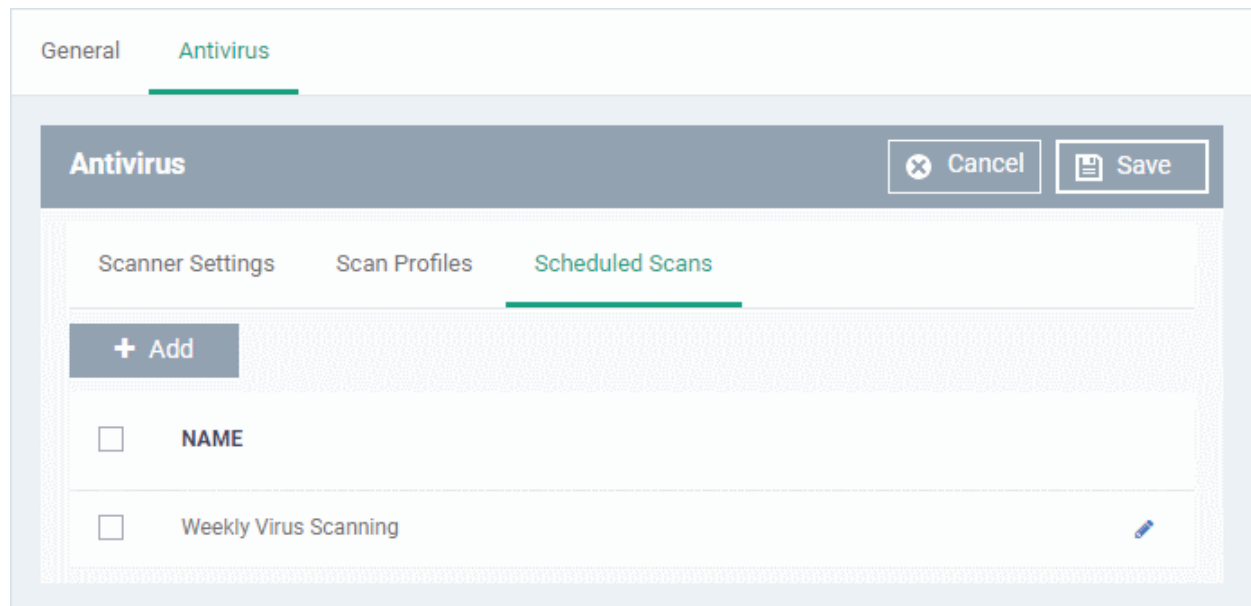 General Antivirus
Antivirus Cancel Save
Scanner Settings Scan Profiles Scheduled Scans
Add
NAME
Weekly Virus Scanning